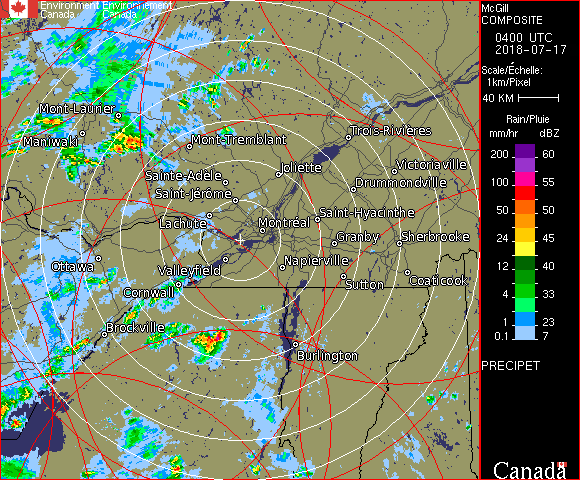 Environment Environnement
Canada Canada
McGill
COMPOSITE
0400 UTC
2018-07-17
Scale/Échelle:
1km/Pixel
40 KM
Rain/Pluie
mm/hr dBZ
200 60
100 55
50 50
24 45
12 40
4 33
1 23
0.1 7
PRECIPET
Canada
Mont-Laurier
Maniwaki
Mont-Tremblant
Trois-Rivières
Joliette
Victoriaville
Sainte-Adèle
Drummondville
Saint-Jérôme
Lachute
Saint-Hyacinthe
Montréal
Granby
Sherbrooke
Ottawa
Valleyfield
Napierville
Cornwall
Sutton
Coaticook
Brockville
Burlington